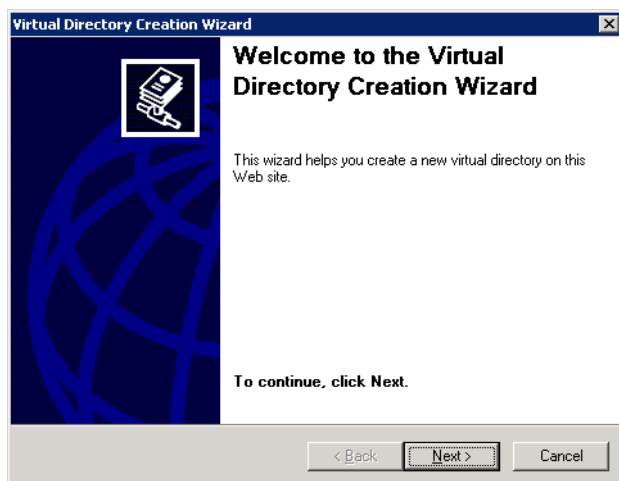 Virtual Directory Creation Wizard
Welcome to the Virtual
Directory Creation Wizard
This wizard helps you create a new virtual directory on this
Web site.
To continue, click Next.
< Back
Next >
Cancel